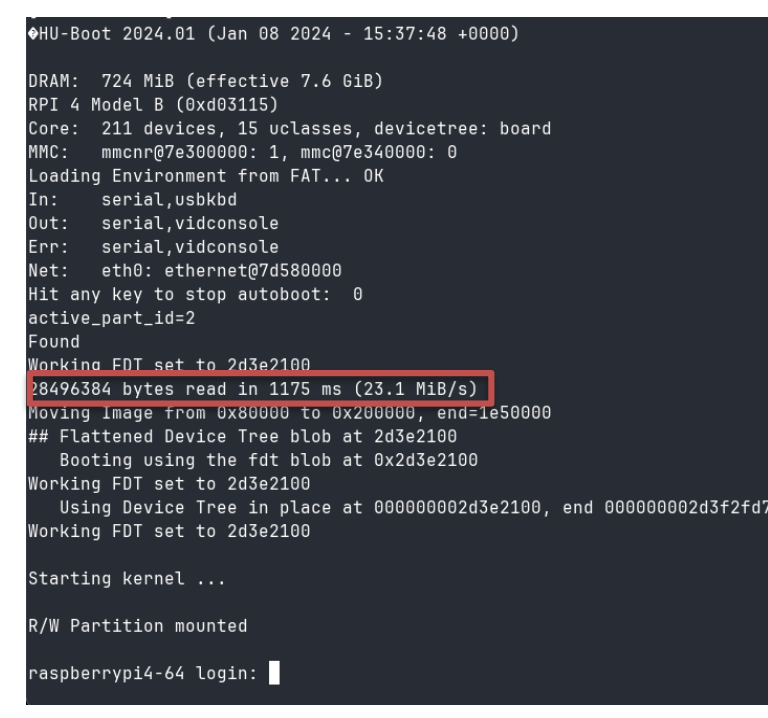 �HU-Boot 2024.01 (Jan 08 2024 - 15:37:48 +0000)
DRAM:  724 MiB (effective 7.6 GiB)
RPI 4 Model B (0xd03115)
Core:  211 devices, 15 uclasses, devicetree: board
MMC:   mmcnr@7e300000: 1, mmc@7e340000: 0
Loading Environment from FAT... OK
In:    serial,usbkbd
Out:   serial,vidconsole
Err:   serial,vidconsole
Net:   eth0: ethernet@7d580000
Hit any key to stop autoboot:  0
active_part_id=2
Found
Working FDT set to 2d3e2100
28496384 bytes read in 1175 ms (23.1 MiB/s)
Moving Image from 0x80000 to 0x200000, end=1e50000
## Flattened Device Tree blob at 2d3e2100
   Booting using the fdt blob at 0x2d3e2100
Working FDT set to 2d3e2100
   Using Device Tree in place at 000000002d3e2100, end 000000002d3f2fd7
Working FDT set to 2d3e2100
Starting kernel ...
R/W Partition mounted
raspberrypi4-64 login: